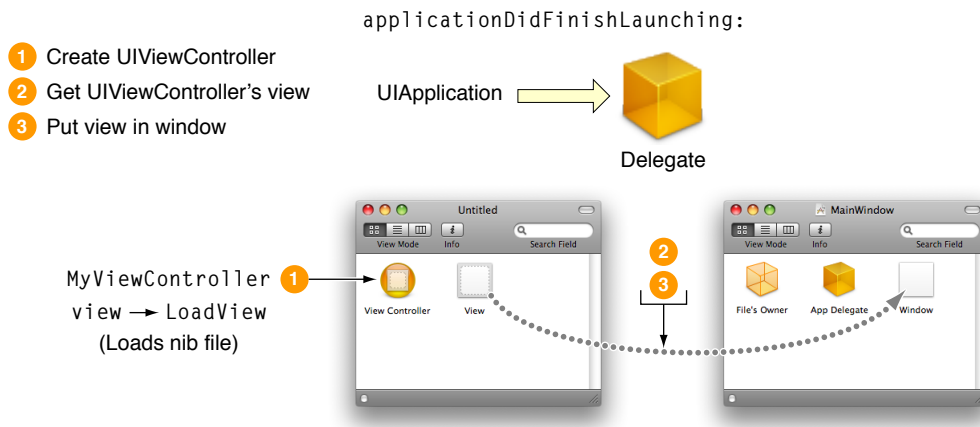 applicationDidFinishLaunching:
1 Create UIViewController
2 Get UIViewController's view
3 Put view in window
UIApplication
Delegate
Untitled
View Mode Info Search Field
MainWindow
View Mode Info Search Field
2
3
MyViewController 1
view LoadView
(Loads nib file)
View Controller View
File's Owner App Delegate Window